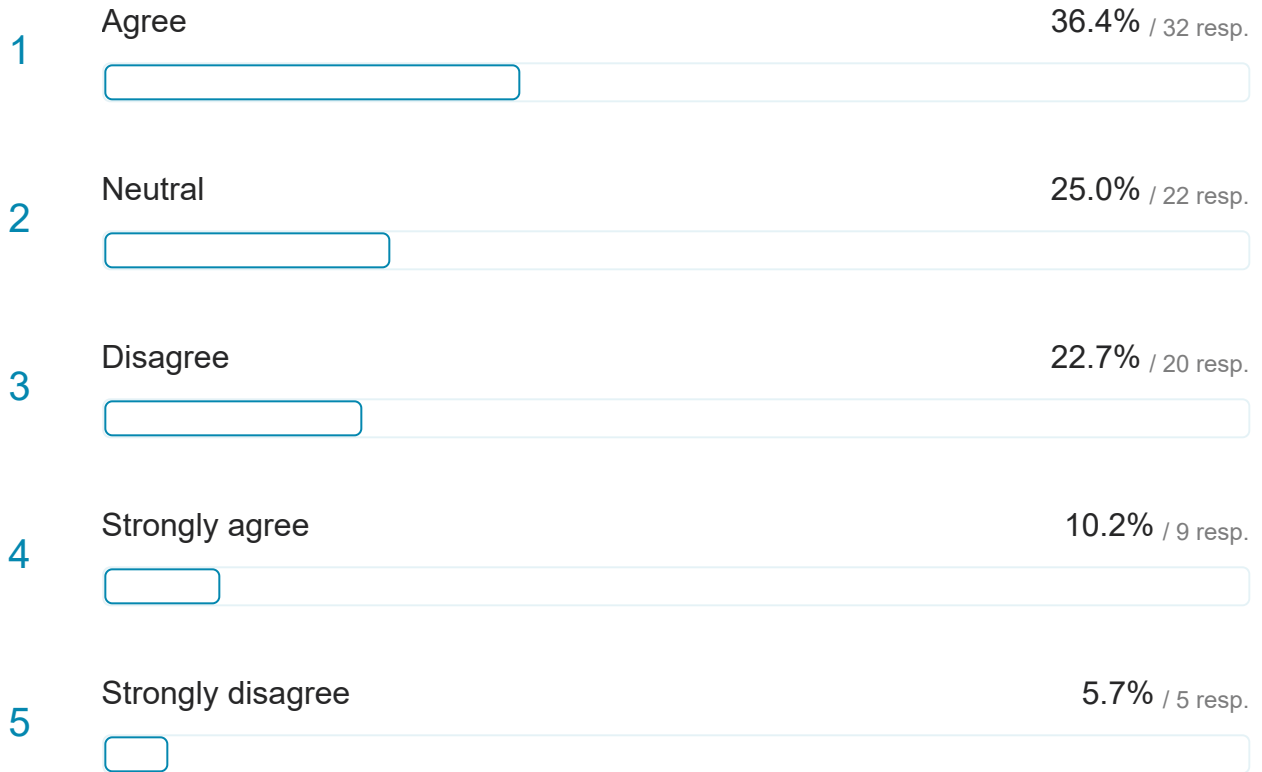 1 Agree 36.4% / 32 resp.
2 Neutral 25.0% / 22 resp.
3 Disagree 22.7% / 20 resp.
4 Strongly agree 10.2% / 9 resp.
5 Strongly disagree 5.7% / 5 resp.